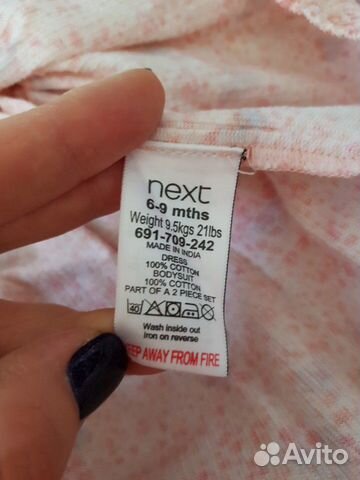 next
6-9 mths
Weight 9.5kgs 21lbs
691-709-242
MADE IN INDIA
DRESS
100% COTTON
BODYSUIT
100% COTTON
PART OF A 2 PIECE SET
40
Wash inside out
Iron on reverse
EEP AWAY FROM FIRE
Avito